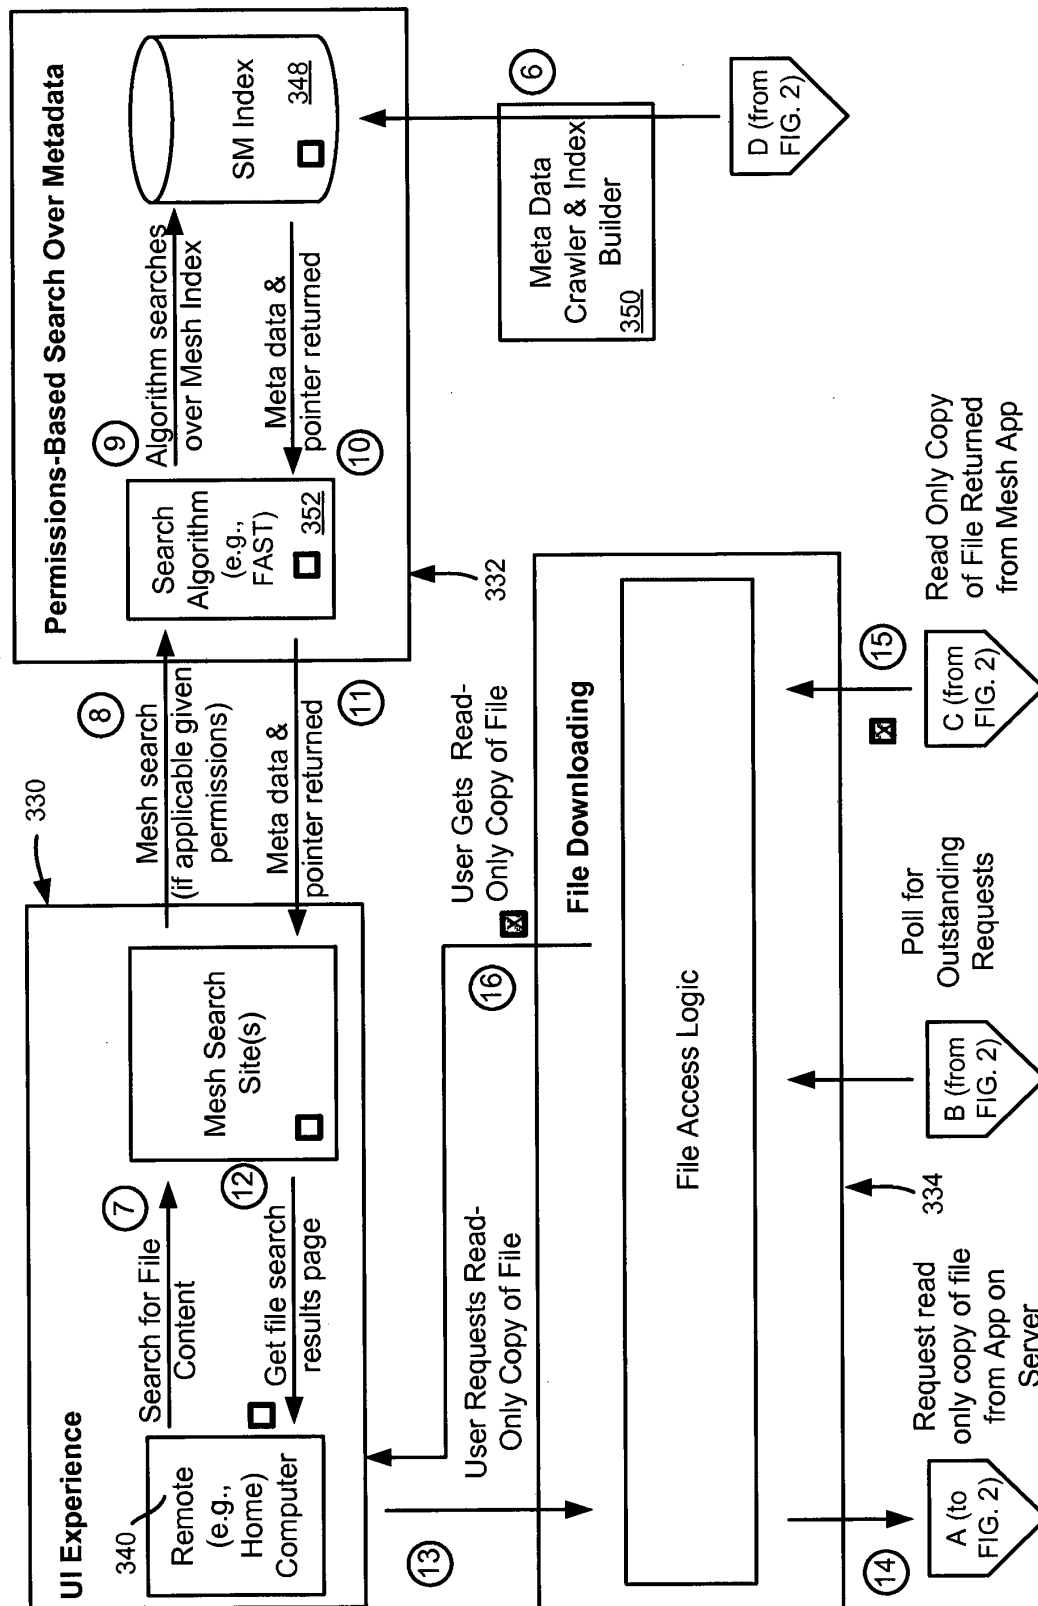 UI Experience
330
340
Remote
(e.g.,
Home)
Computer
7
Search for File
Content
12
Get file search
results page
Mesh Search
Site(s)
8
Mesh search
(if applicable given
permissions)
Meta data &
pointer returned
11
Permissions-Based Search Over Metadata
Search
Algorithm
(e.g.,
FAST)
352
9
Algorithm searches
over Mesh Index
Meta data &
pointer returned
10
SM Index
348
332
6
Meta Data
Crawler & Index
Builder
350
D (from
FIG. 2)
13
User Requests Read-
Only Copy of File
16
User Gets Read-
Only Copy of File
X
File Downloading
File Access Logic
334
14
A (to
FIG. 2)
Request read
only copy of file
from App on
Server
B (from
FIG. 2)
Poll for
Outstanding
Requests
X
15
C (from
FIG. 2)
Read Only Copy
of File Returned
from Mesh App